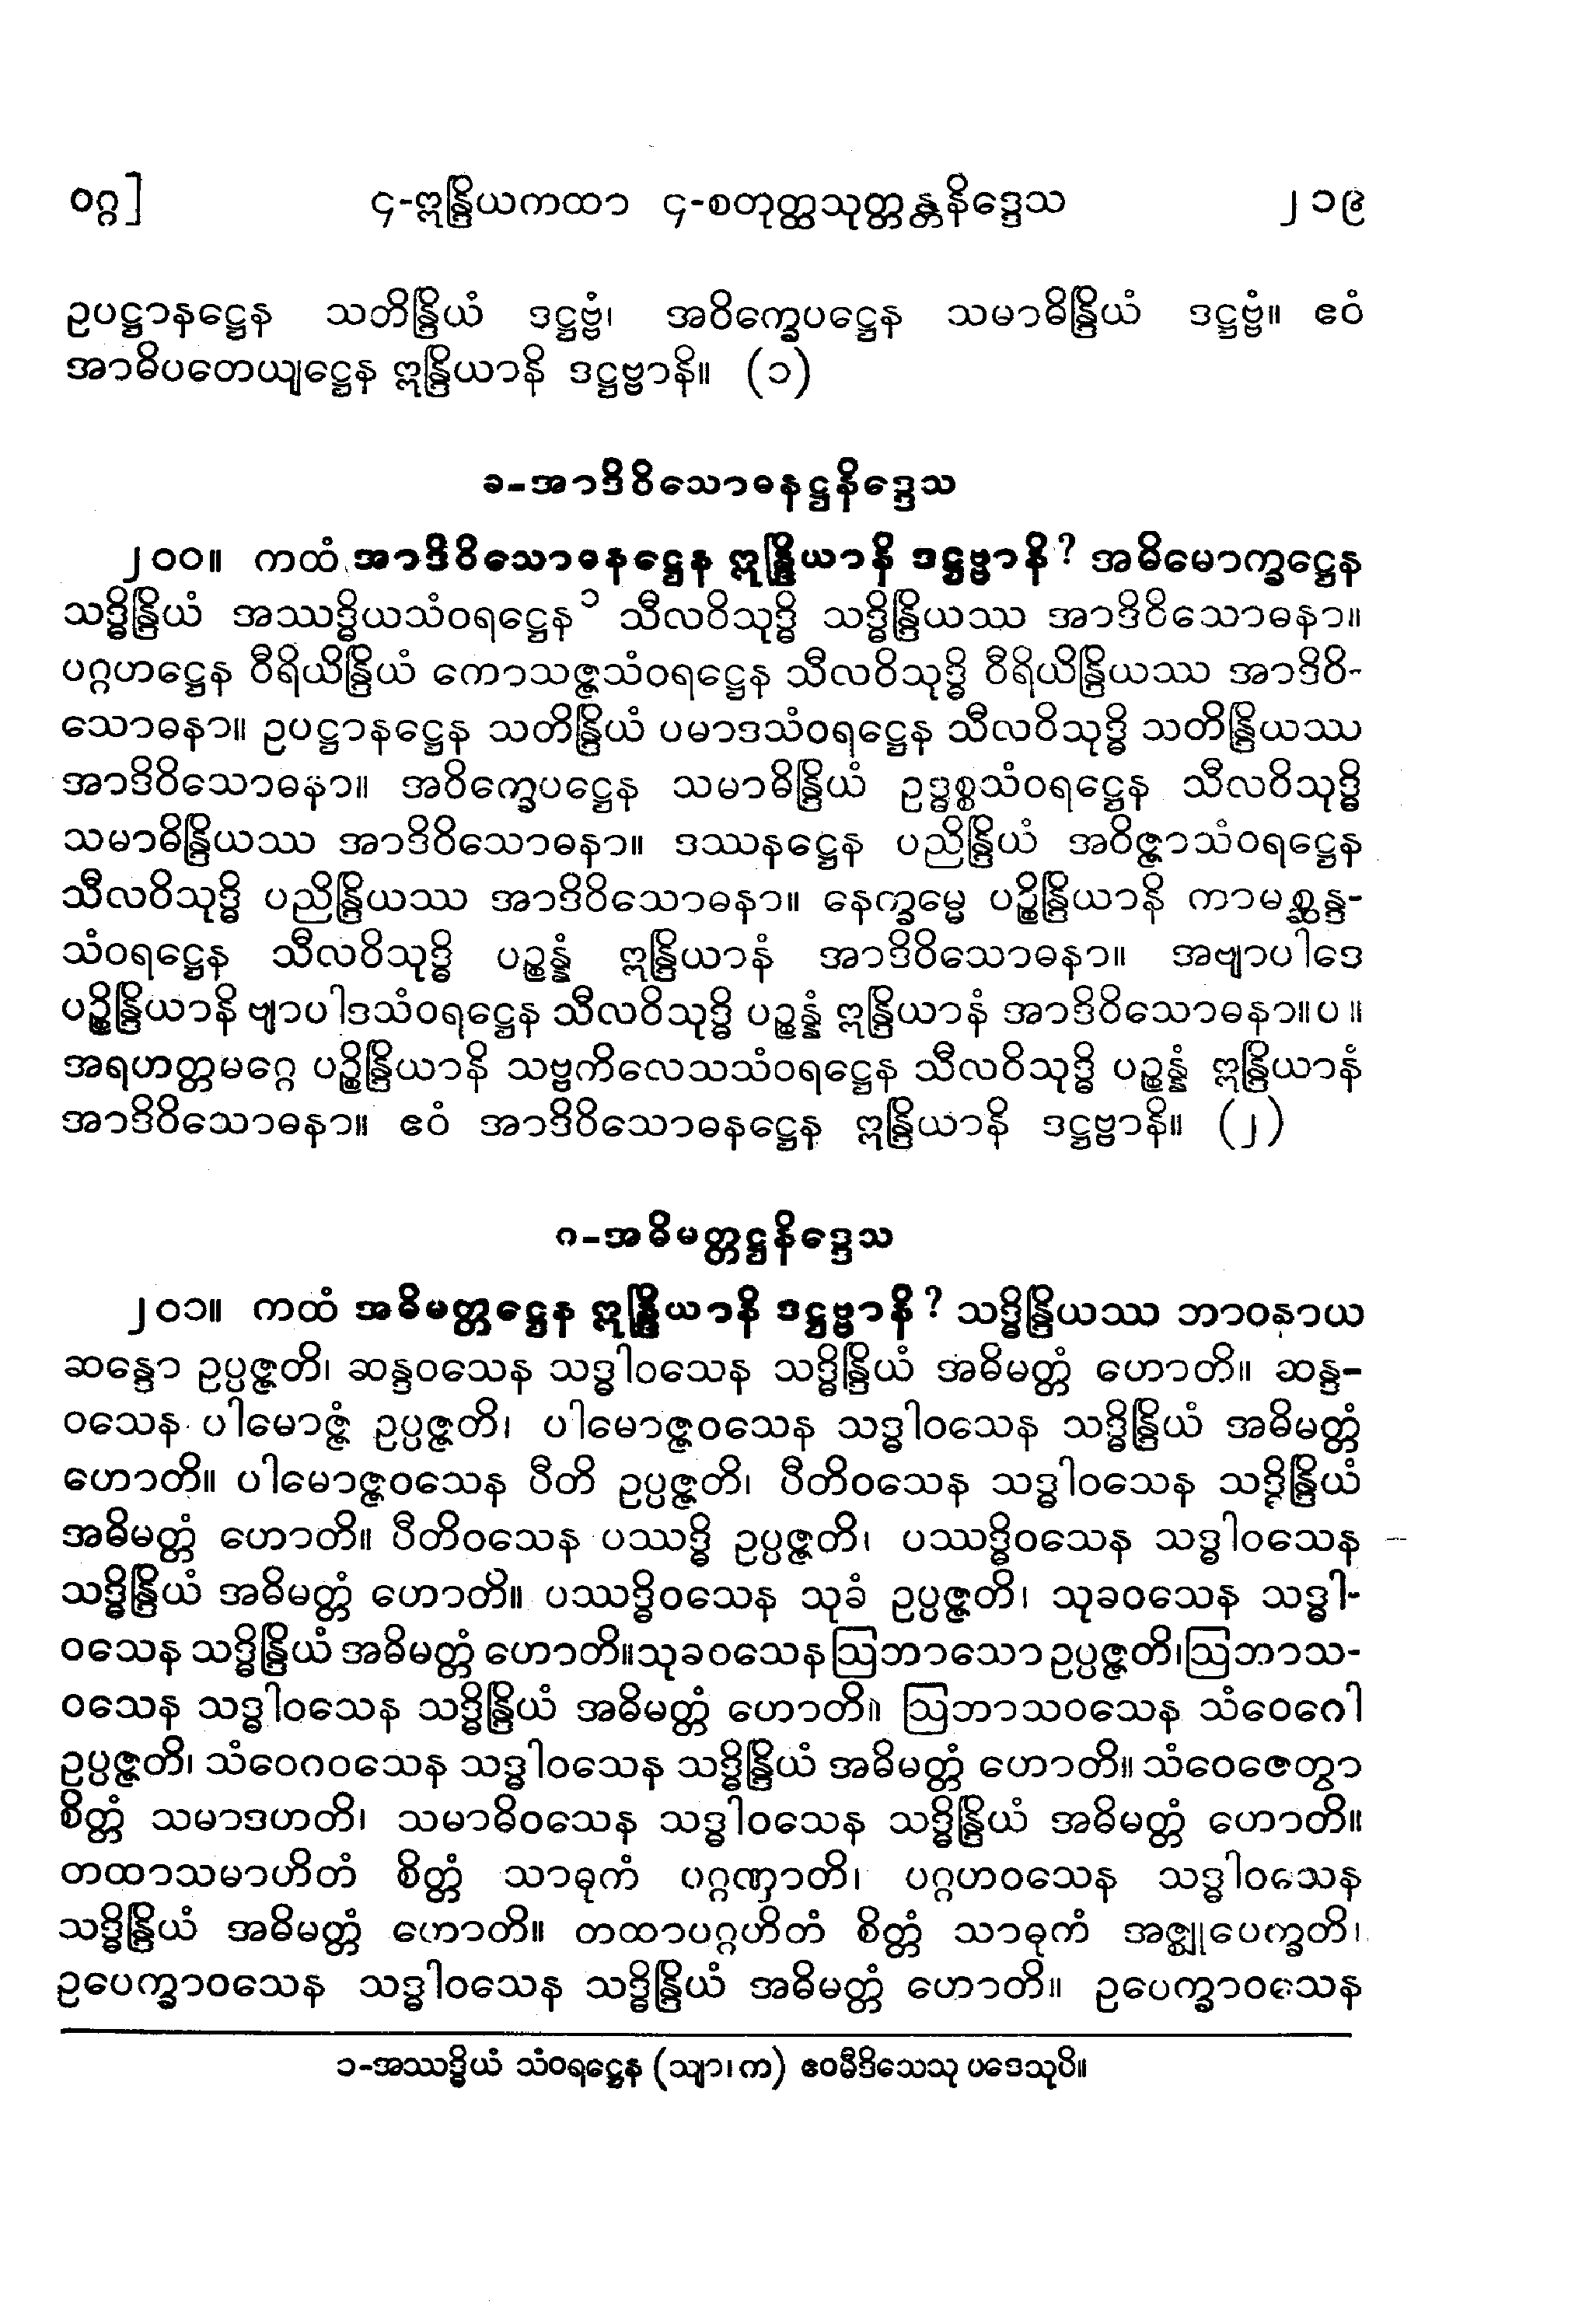 ဝဂ္ဂ] ၄-ဣန္ဒြိယကထာ ၄-စတုတ္ထသုတ္တန္တနိဒ္ဒေသ ၂၁၉
ဥပဋ္ဌာနဋ္ဌေန သတိန္ဒြိယံ ဒဋ္ဌဗ္ဗံ၊ အဝိက္ခေပဋ္ဌေန သမာဓိန္ဒြိယံ ဒဋ္ဌဗ္ဗံ။ ဧဝံ
အာဓိပတေယျဋ္ဌေန ဣန္ဒြိယာနိ ဒဋ္ဌဗ္ဗာနိ။ (၁)
ခ-အာဒိဝိသောဓနဋ္ဌနိဒ္ဒေသ
၂၀၀။ ကထံ အာဒိဝိသောဓနဋ္ဌေန ဣန္ဒြိယာနိ ဒဋ္ဌဗ္ဗာနိ? အဓိမောက္ခဋ္ဌေန
သဒ္ဓိန္ဒြိယံ အဿဒ္ဓိယသံဝရဋ္ဌေန၁ သီလဝိသုဒ္ဓိ သဒ္ဓိန္ဒြိယဿ အာဒိဝိသောဓနာ။
ပဂ္ဂဟဋ္ဌေန ဝီရိယိန္ဒြိယံ ကောသဇ္ဇသံဝရဋ္ဌေန သီလဝိသုဒ္ဓိ ဝီရိယိန္ဒြိယဿ အာဒိဝိ-
သောဓနာ။ ဥပဋ္ဌာနဋ္ဌေန သတိန္ဒြိယံ ပမာဒသံဝရဋ္ဌေန သီလဝိသုဒ္ဓိ သတိန္ဒြိယဿ
အာဒိဝိသောဓနာ။ အဝိက္ခေပဋ္ဌေန သမာဓိန္ဒြိယံ ဥဒ္ဓစ္စသံဝရဋ္ဌေန သီလဝိသုဒ္ဓိ
သမာဓိန္ဒြိယဿ အာဒိဝိသောဓနာ။ ဒဿနဋ္ဌေန ပညိန္ဒြိယံ အဝိဇ္ဇာသံဝရဋ္ဌေန
သီလဝိသုဒ္ဓိ ပညိန္ဒြိယဿ အာဒိဝိသောဓနာ။ နေက္ခမ္မေ ပဉ္စိန္ဒြိယာနိ ကာမစ္ဆန္ဒ-
သံဝရဋ္ဌေန သီလဝိသုဒ္ဓိ ပဉ္စန္နံ ဣန္ဒြိယာနံ အာဒိဝိသောဓနာ။ အဗျာပါဒေ
ပဉ္စိန္ဒြိယာနိ ဗျာပါဒသံဝရဋ္ဌေန သီလဝိသုဒ္ဓိ ပဉ္စန္နံ ဣန္ဒြိယာနံ အာဒိဝိသောဓနာ။ပ။
အရဟတ္တမဂ္ဂေ ပဉ္စိန္ဒြိယာနိ သဗ္ဗကိလေသသံဝရဋ္ဌေန သီလဝိသုဒ္ဓိ ပဉ္စန္နံ ဣန္ဒြိယာနံ
အာဒိဝိသောဓနာ။ ဧဝံ အာဒိဝိသောဓနဋ္ဌေန ဣန္ဒြိယာနိ ဒဋ္ဌဗ္ဗာနိ။ (၂)
ဂ-အဓိမတ္တဋ္ဌနိဒ္ဒေသ
၂၀၁။ ကထံ အဓိမတ္တဋ္ဌေန ဣန္ဒြိယာနိ ဒဋ္ဌဗ္ဗာနိ? သဒ္ဓိန္ဒြိယဿ ဘာဝနာယ
ဆန္ဒော ဥပ္ပဇ္ဇတိ၊ ဆန္ဒဝသေန သဒ္ဓါဝသေန သဒ္ဓိန္ဒြိယံ အဓိမတ္တံ ဟောတိ။ ဆန္ဒ-
ဝသေန ပါမောဇ္ဇံ ဥပ္ပဇ္ဇတိ၊ ပါမောဇ္ဇဝသေန သဒ္ဓါဝသေန သဒ္ဓိန္ဒြိယံ အဓိမတ္တံ
ဟောတိ။ ပါမောဇ္ဇဝသေန ပီတိ ဥပ္ပဇ္ဇတိ၊ ပီတိဝသေန သဒ္ဓါဝသေန သဒ္ဓိန္ဒြိယံ
အဓိမတ္တံ ဟောတိ။ ပီတိဝသေန ပဿဒ္ဓိ ဥပ္ပဇ္ဇတိ၊ ပဿဒ္ဓိဝသေန သဒ္ဓါဝသေန
သဒ္ဓိန္ဒြိယံ အဓိမတ္တံ ဟောတိ။ ပဿဒ္ဓိဝသေန သုခံ ဥပ္ပဇ္ဇတိ၊ သုခဝသေန သဒ္ဓါ-
ဝသေန သဒ္ဓိန္ဒြိယံ အဓိမတ္တံ ဟောတိ။သုခဝသေန ဩဘာသော ဥပ္ပဇ္ဇတိ၊ဩဘာသ-
ဝသေန သဒ္ဓါဝသေန သဒ္ဓိန္ဒြိယံ အဓိမတ္တံ ဟောတိ။ ဩဘာသဝသေန သံဝေဂေါ
ဥပ္ပဇ္ဇတိ၊ သံဝေဂဝသေန သဒ္ဓါဝသေန သဒ္ဓိန္ဒြိယံ အဓိမတ္တံ ဟောတိ။ သံဝေဇေတွာ
စိတ္တံ သမာဒဟတိ၊ သမာဓိဝသေန သဒ္ဓါဝသေန သဒ္ဓိန္ဒြိယံ အဓိမတ္တံ ဟောတိ။
တထာသမာဟိတံ စိတ္တံ သာဓုကံ ပဂ္ဂဏှာတိ၊ ပဂ္ဂဟဝသေန သဒ္ဓါဝသေန
သဒ္ဓိန္ဒြိယံ အဓိမတ္တံ ဟောတိ။ တထာပဂ္ဂဟိတံ စိတ္တံ သာဓုကံ အဇ္ဈုပေက္ခတိ၊
ဥပေက္ခာဝသေန သဒ္ဓါဝသေန သဒ္ဓိန္ဒြိယံ အဓိမတ္တံ ဟောတိ။ ဥပေက္ခာဝသေန
၁-အဿဒ္ဓိယံ သံဝရဋ္ဌေန (သျာ၊က) ဧဝမီဒိသေသု ပဒေသုပိ။